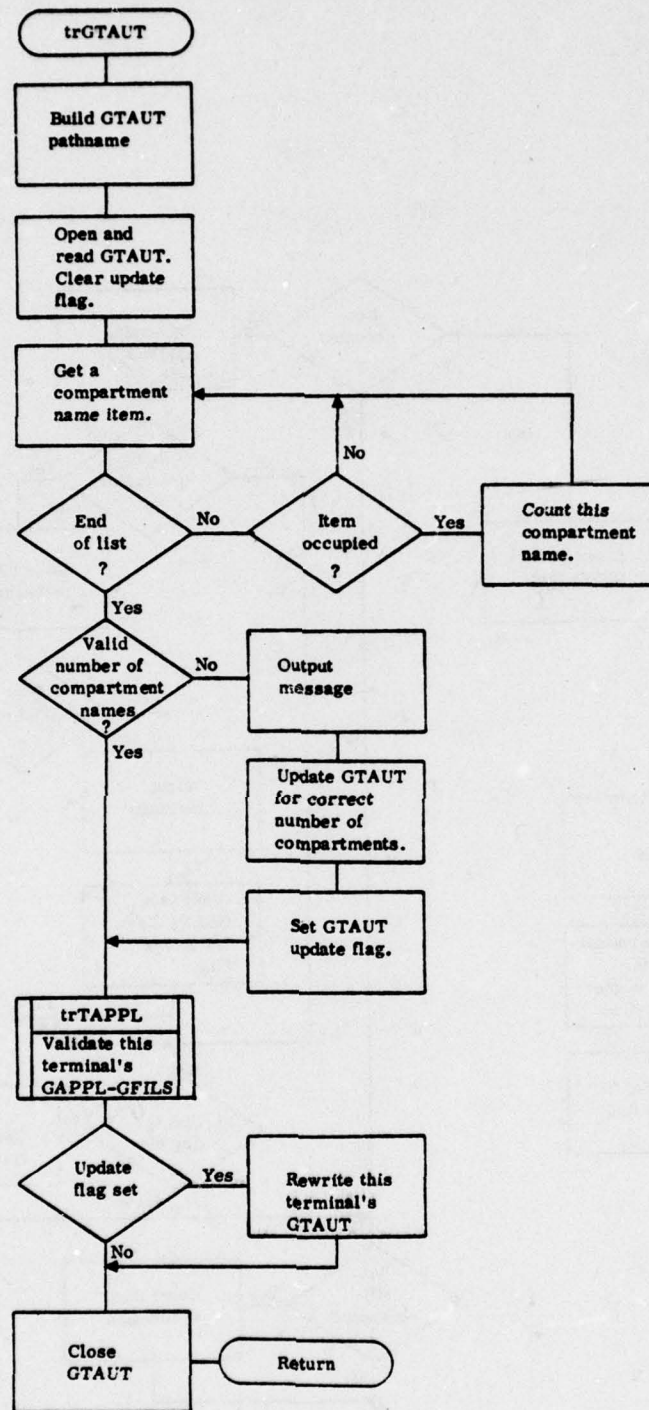 trGTAUT
Build GTAUT
pathname
Open and
read GTAUT.
Clear update
flag.
Get a
compartment
name item.
End
of list
?
No
Item
occupied
?
No
Yes
Count this
compartment
name.
Yes
Valid
number of
compartment
names
?
No
Output
message
Update GTAUT
for correct
number of
compartments.
Set GTAUT
update flag.
Yes
trTAPPL
Validate this
terminal's
GAPPL-GFILS
Update
flag set
Yes
Rewrite this
terminal's
GTAUT
No
Close
GTAUT
Return